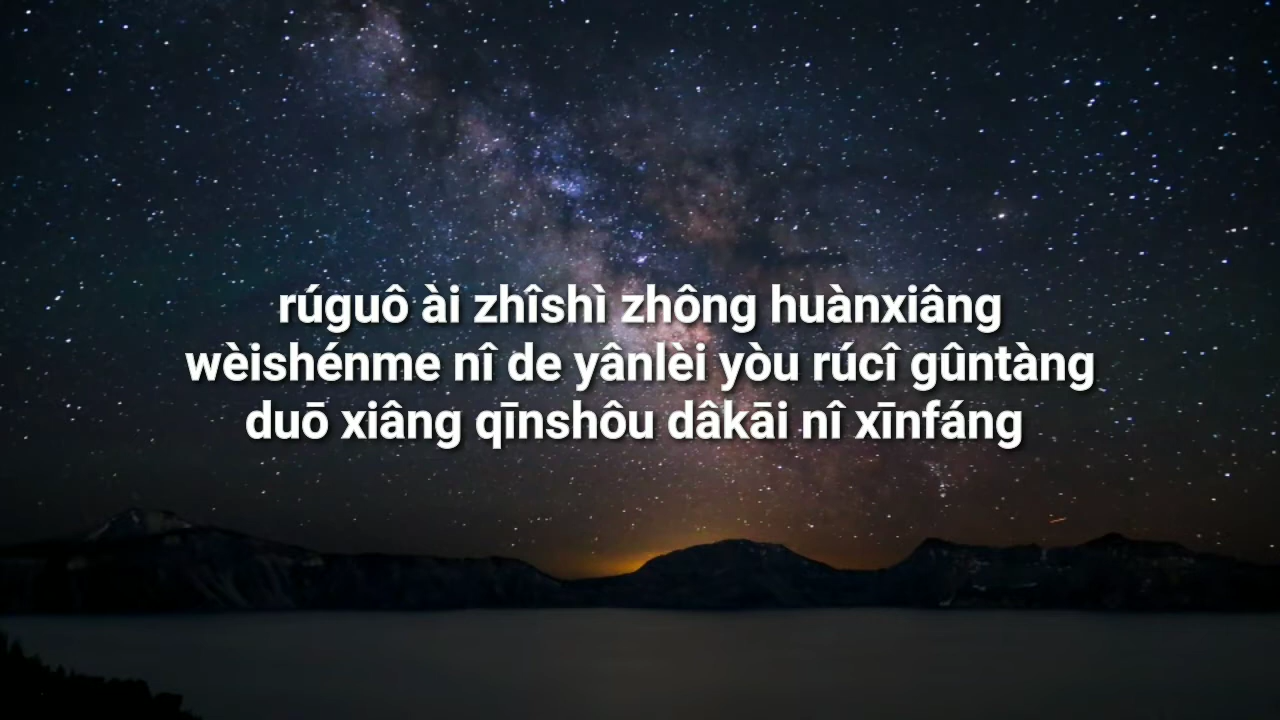 rúguô ài zhîshì zhông huànxiâng
wèishénme nî de yânlèi yòu rúcî gûntàng
duō xiâng qīnshôu dâkāi nî xīnfáng